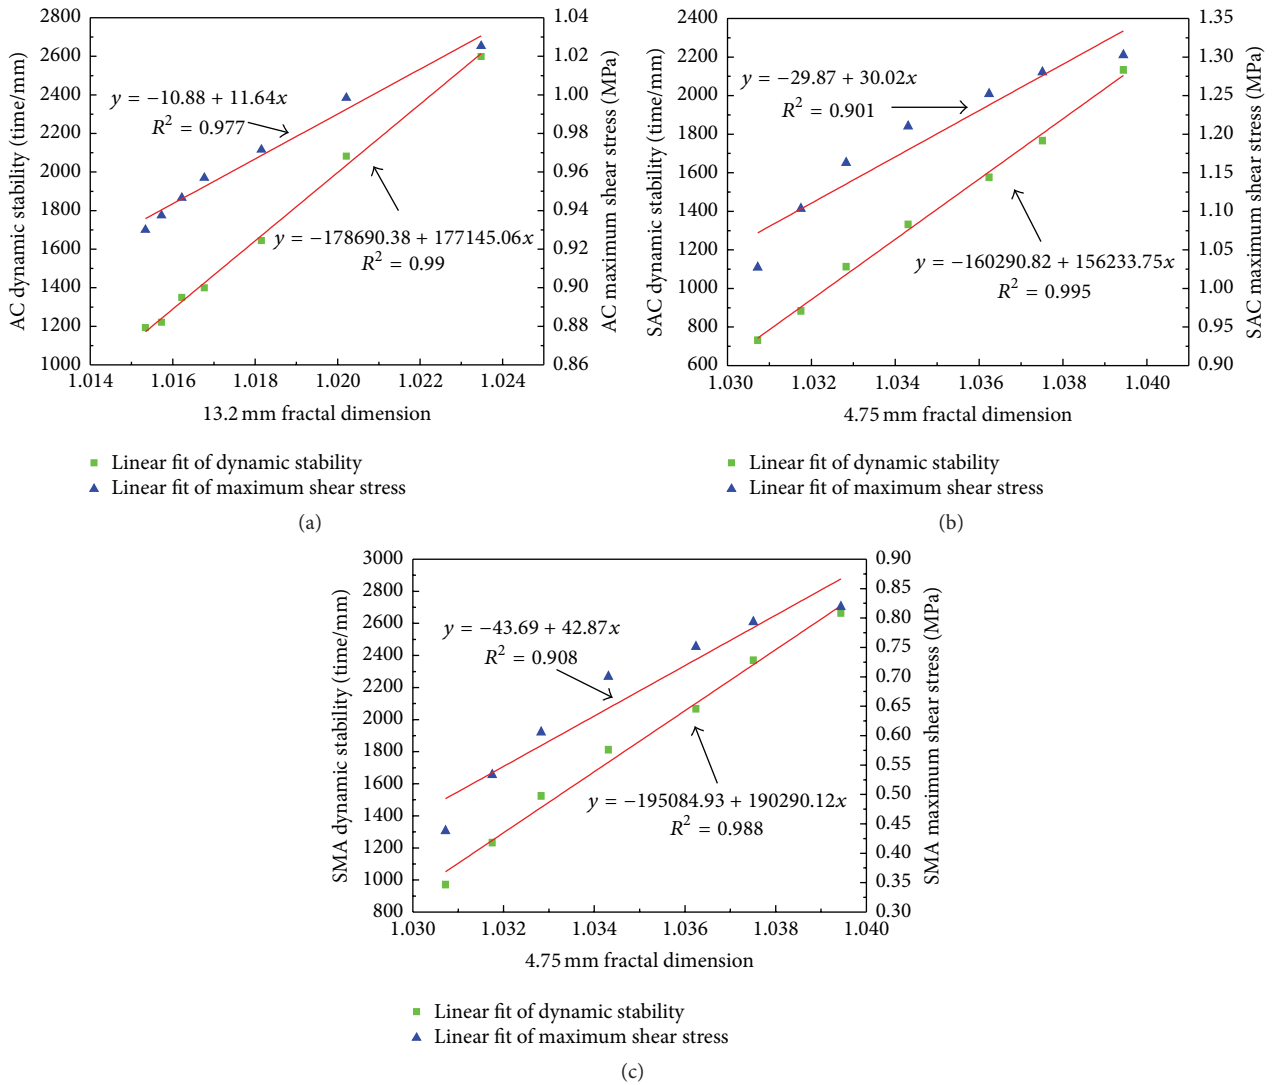 2800
2600
2400
2200
2000
1800
1600
1400
1200
1000
AC dynamic stability (time/mm)
1.04
1.02
1.00
0.98
0.96
0.94
0.92
0.90
0.88
0.86
AC maximum shear stress (MPa)
y = −10.88 + 11.64x
R² = 0.977
y = −178690.38 + 177145.06x
R² = 0.99
1.014 1.016 1.018 1.020 1.022 1.024
13.2 mm fractal dimension
Linear fit of dynamic stability
Linear fit of maximum shear stress
(a)
2400
2200
2000
1800
1600
1400
1200
1000
800
600
SAC dynamic stability (time/mm)
1.35
1.30
1.25
1.20
1.15
1.10
1.05
1.00
0.95
0.90
SAC maximum shear stress (MPa)
y = −29.87 + 30.02x
R² = 0.901
y = −160290.82 + 156233.75x
R² = 0.995
1.030 1.032 1.034 1.036 1.038 1.040
4.75 mm fractal dimension
Linear fit of dynamic stability
Linear fit of maximum shear stress
(b)
3000
2800
2600
2400
2200
2000
1800
1600
1400
1200
1000
800
SMA dynamic stability (time/mm)
0.90
0.85
0.80
0.75
0.70
0.65
0.60
0.55
0.50
0.45
0.40
0.35
0.30
SMA maximum shear stress (MPa)
y = −43.69 + 42.87x
R² = 0.908
y = −195084.93 + 190290.12x
R² = 0.988
1.030 1.032 1.034 1.036 1.038 1.040
4.75 mm fractal dimension
Linear fit of dynamic stability
Linear fit of maximum shear stress
(c)